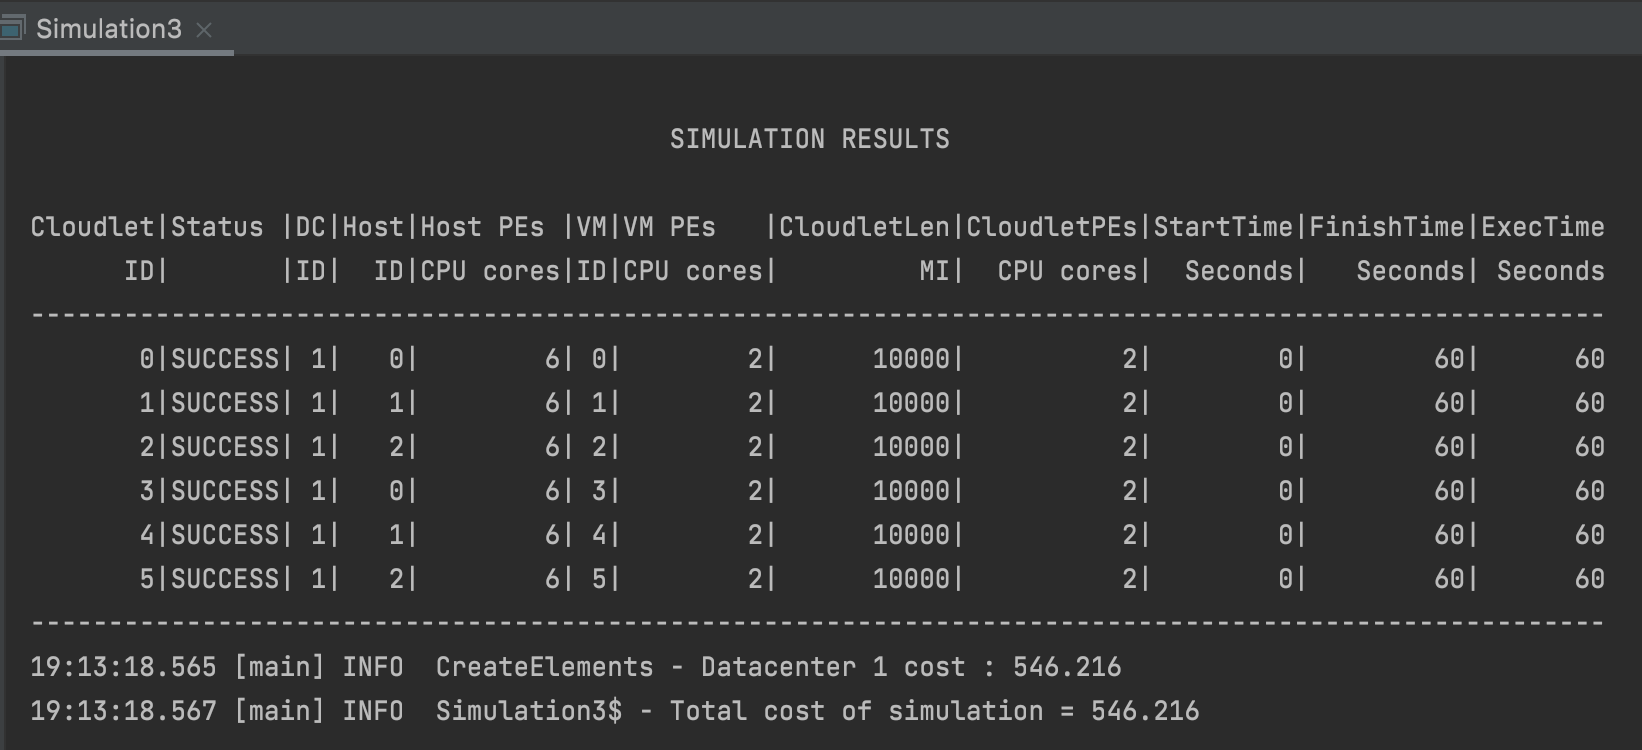 Simulation3
SIMULATION RESULTS
Cloudlet|Status |DC|Host|Host PEs |VM|VM PEs   |CloudletLen|CloudletPEs|StartTime|FinishTime|ExecTime
      ID|       |ID|  ID|CPU cores|ID|CPU cores|         MI|  CPU cores|  Seconds|   Seconds| Seconds
-----------------------------------------------------------------------------------------------------
       0|SUCCESS| 1|   0|        6| 0|        2|      10000|          2|        0|        60|      60
       1|SUCCESS| 1|   1|        6| 1|        2|      10000|          2|        0|        60|      60
       2|SUCCESS| 1|   2|        6| 2|        2|      10000|          2|        0|        60|      60
       3|SUCCESS| 1|   0|        6| 3|        2|      10000|          2|        0|        60|      60
       4|SUCCESS| 1|   1|        6| 4|        2|      10000|          2|        0|        60|      60
       5|SUCCESS| 1|   2|        6| 5|        2|      10000|          2|        0|        60|      60
-----------------------------------------------------------------------------------------------------
19:13:18.565 [main] INFO  CreateElements - Datacenter 1 cost : 546.216
19:13:18.567 [main] INFO  Simulation3$ - Total cost of simulation = 546.216